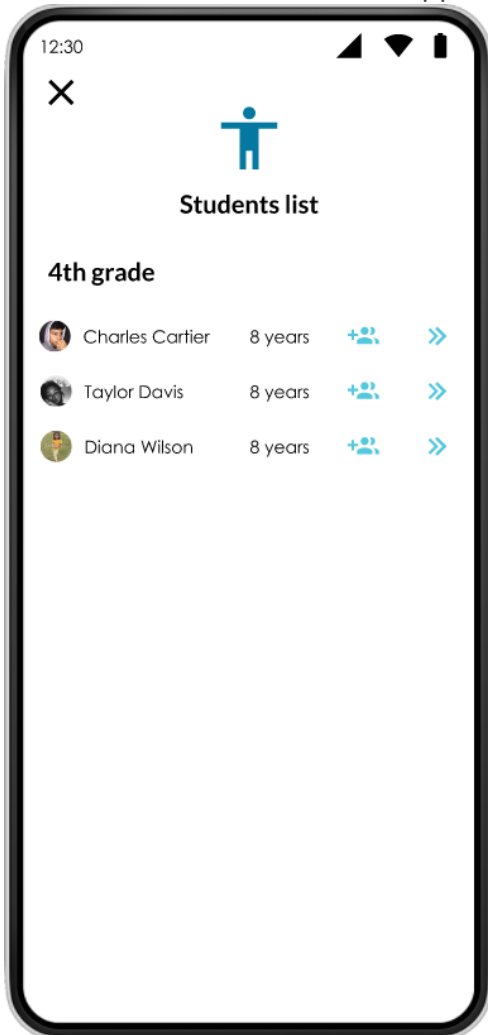 12:30
Students list
4th grade
Charles Cartier 8 years
Taylor Davis 8 years
Diana Wilson 8 years